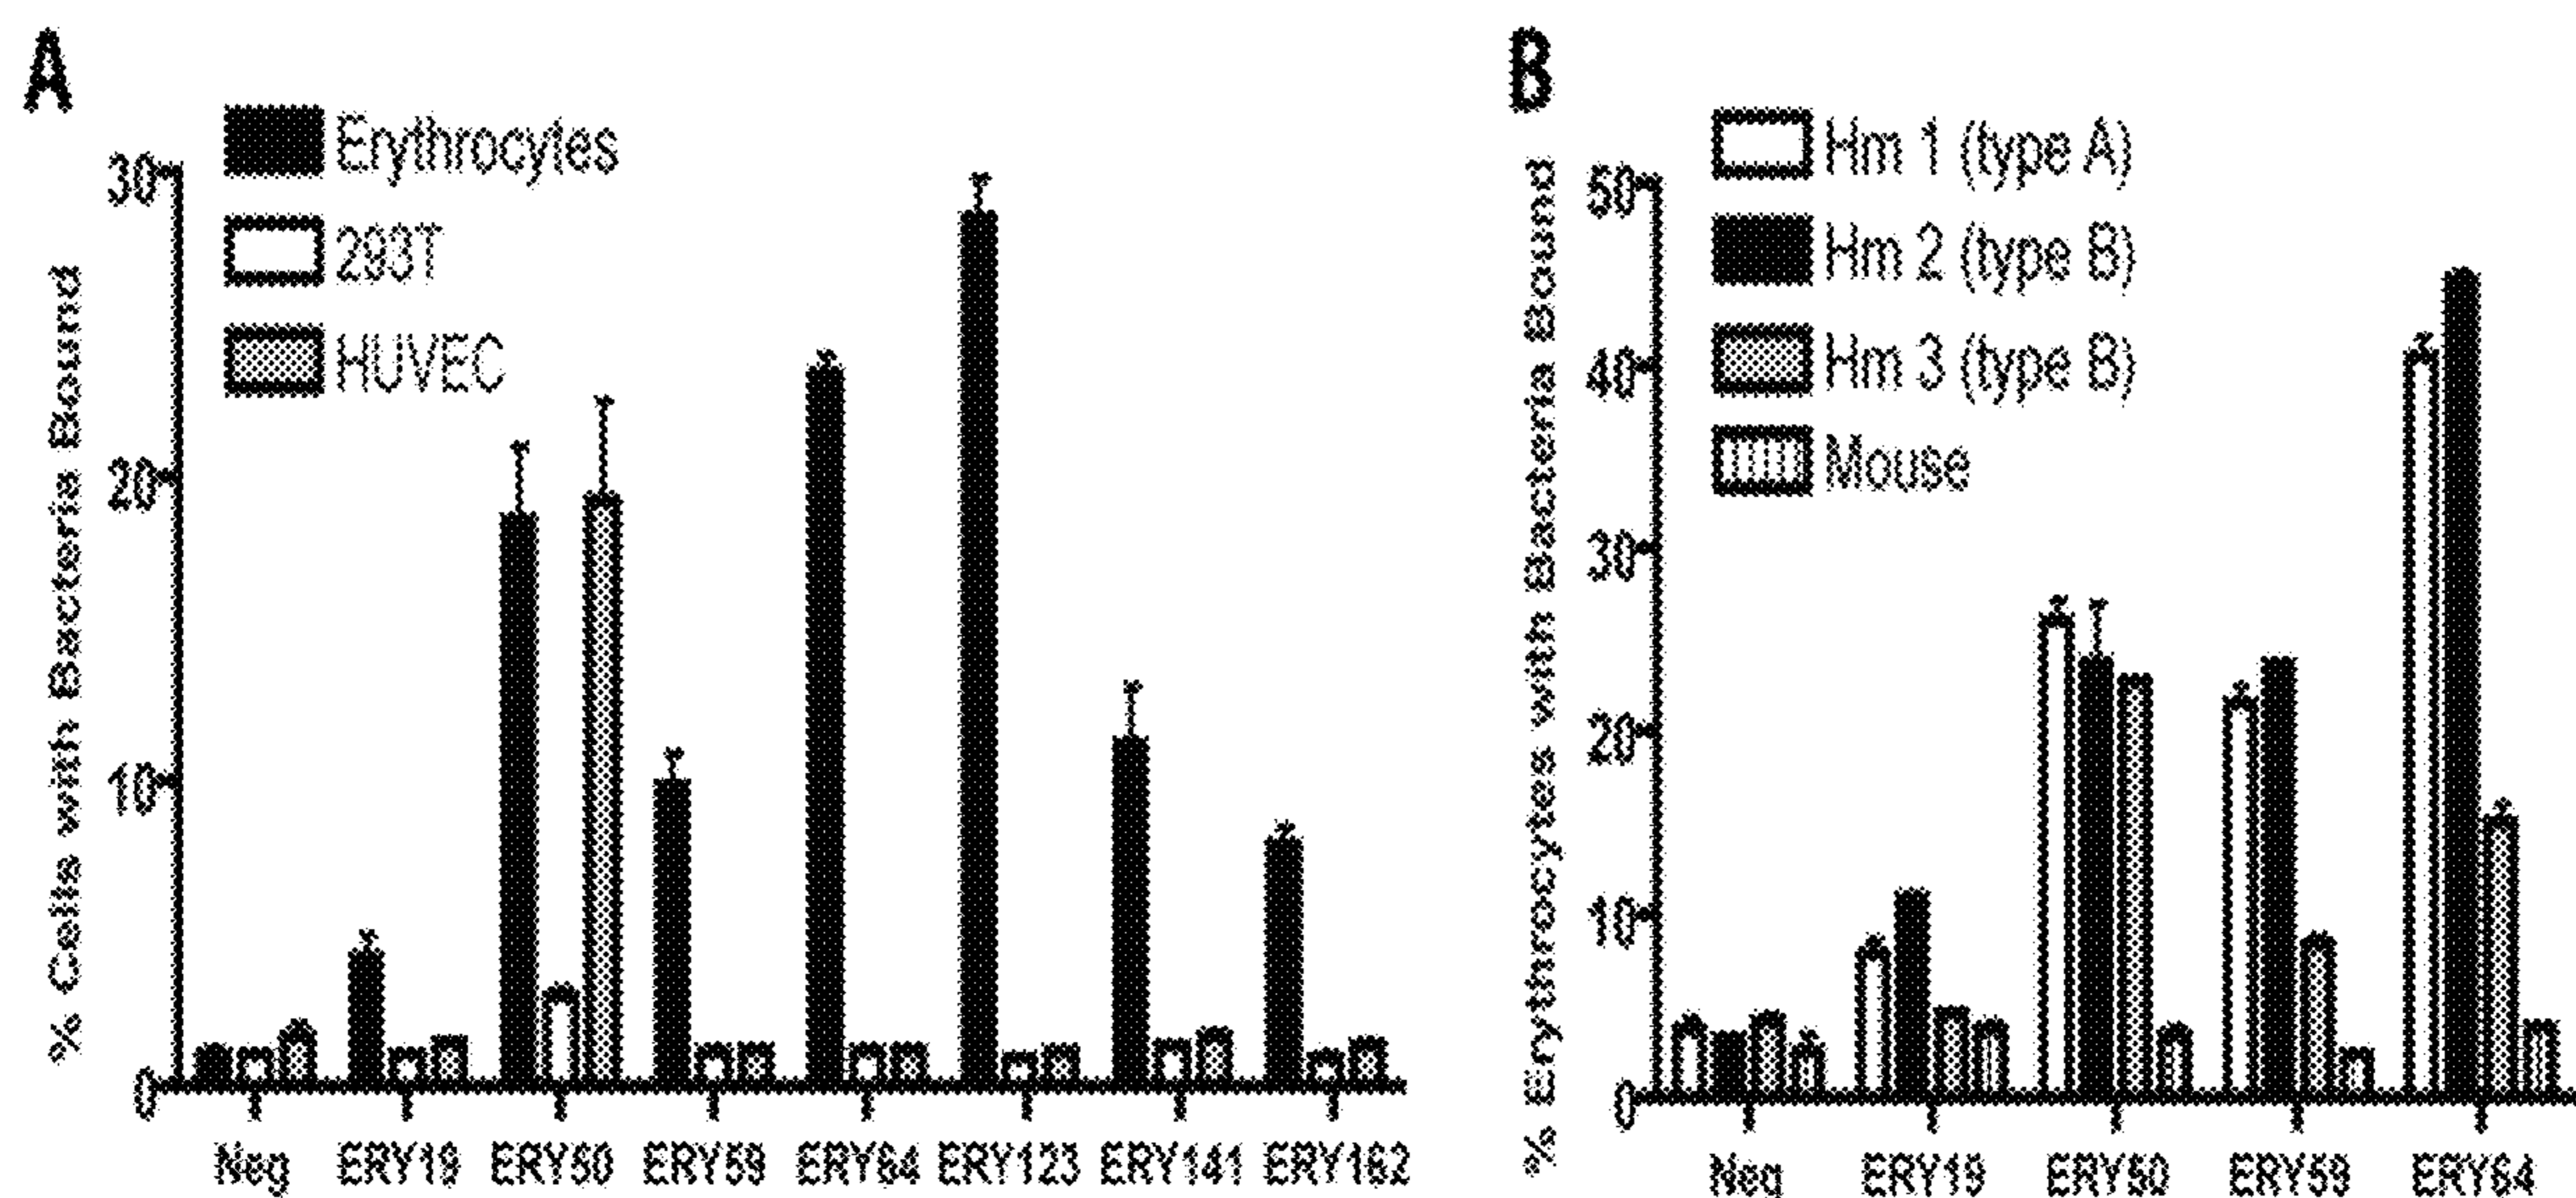 A
Erythrocytes
293T
HUVEC
% Cells with Bacteria Bound
30
20
10
0
Neg ERY19 ERY50 ERY59 ERY64 ERY123 ERY141 ERY162
B
Hm 1 (type A)
Hm 2 (type B)
Hm 3 (type B)
Mouse
% Erythrocytes with Bacteria Bound
50
40
30
20
10
0
Neg ERY19 ERY50 ERY59 ERY64